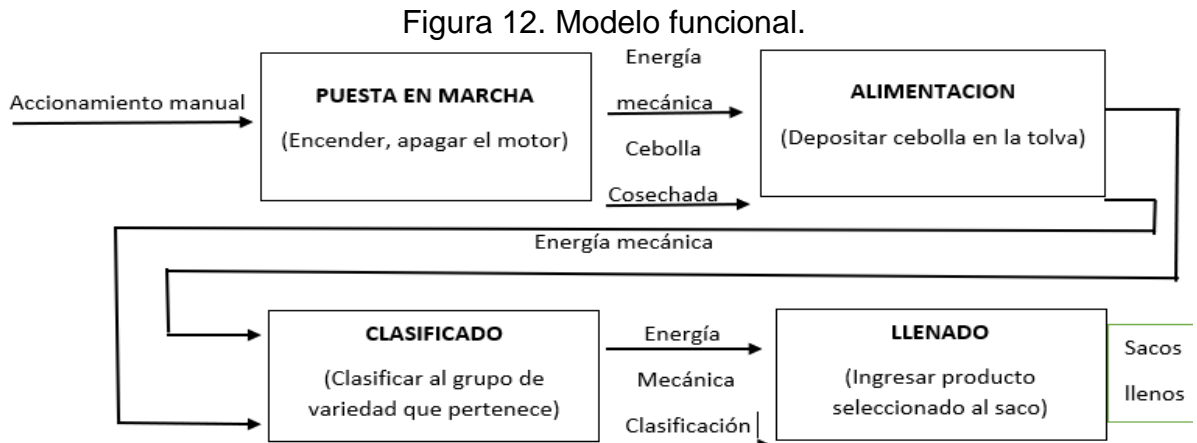 Figura 12. Modelo funcional.
Accionamiento manual
PUESTA EN MARCHA
(Encender, apagar el motor)
Energía
mecánica
Cebolla
Cosechada
ALIMENTACION
(Depositar cebolla en la tolva)
Energía mecánica
CLASIFICADO
(Clasificar al grupo de
variedad que pertenece)
Energía
Mecánica
Clasificación
LLENADO
(Ingresar producto
seleccionado al saco)
Sacos
llenos